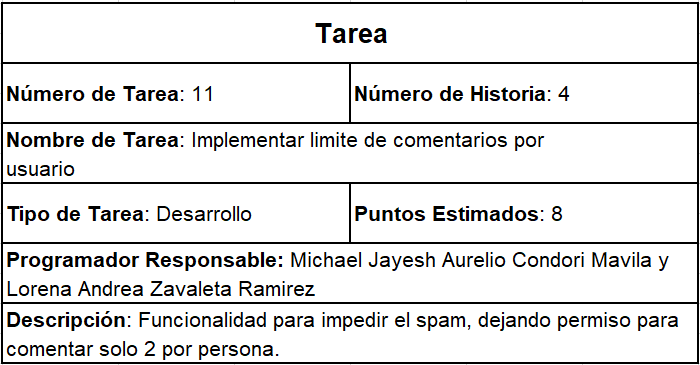 Tarea
Número de Tarea: 11
Número de Historia: 4
Nombre de Tarea: Implementar limite de comentarios por
usuario
Tipo de Tarea: Desarrollo
Puntos Estimados: 8
Programador Responsable: Michael Jayesh Aurelio Condori Mavila y
Lorena Andrea Zavaleta Ramirez
Descripción: Funcionalidad para impedir el spam, dejando permiso para
comentar solo 2 por persona.